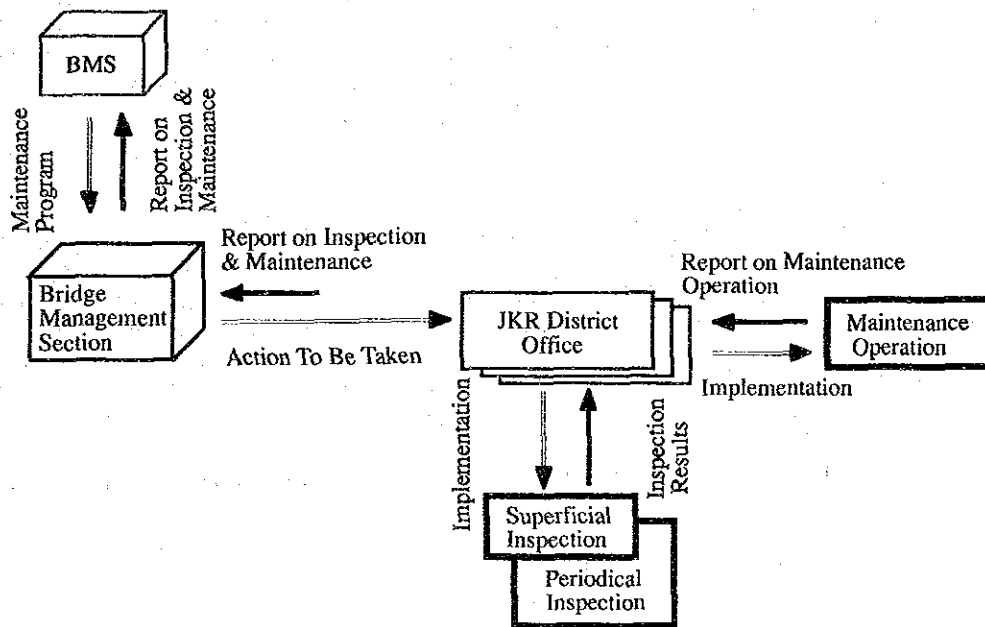 BMS
Maintenance
Program
Report on
Inspection &
Maintenance
Report on Inspection
& Maintenance
Bridge
Management
Section
Action To Be Taken
JKR District
Office
Report on Maintenance
Operation
Maintenance
Operation
Implementation
Implementation
Inspection
Results
Superficial
Inspection
Periodical
Inspection